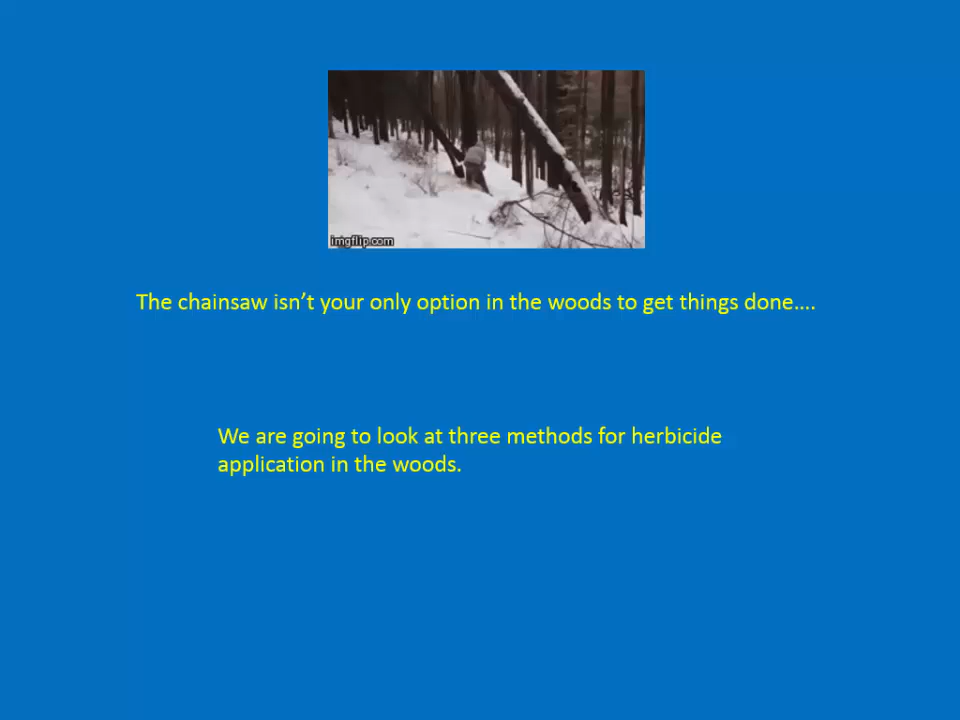 imgflip.com
The chainsaw isn’t your only option in the woods to get things done….
We are going to look at three methods for herbicide
application in the woods.